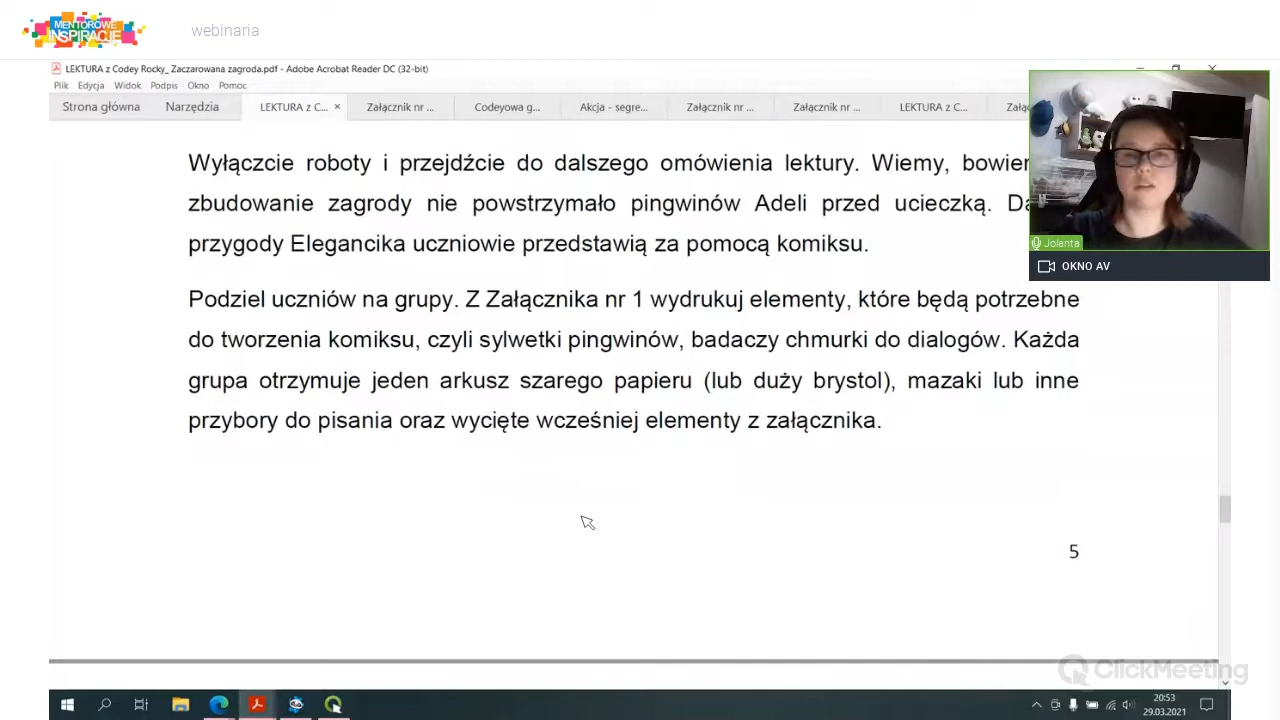 MENTOROWE
INSPIRACJE
webinaria
LEKTURA z Codey Rocky_ Zaczarowana zagroda.pdf - Adobe Acrobat Reader DC (32-bit)
Plik Edycja Widok Podpis Okno Pomoc
Strona główna Narzędzia LEKTURA z C... × Załącznik nr ... Codeyowa g... Akcja - segre... Załącznik nr ... Załącznik nr ... LEKTURA z C...
Wyłączcie roboty i przejdźcie do dalszego omówienia lektury. Wiemy, bowiem
zbudowanie zagrody nie powstrzymało pingwinów Adeli przed ucieczką.
przygody Elegancika uczniowie przedstawią za pomocą komiksu.
Jolanta
OKNO AV
Podziel uczniów na grupy. Z Załącznika nr 1 wydrukuj elementy, które będą potrzebne
do tworzenia komiksu, czyli sylwetki pingwinów, badaczy chmurki do dialogów. Każda
grupa otrzymuje jeden arkusz szarego papieru (lub duży brystol), mazaki lub inne
przybory do pisania oraz wycięte wcześniej elementy z załącznika.
5
ClickMeeting
20:53
29.03.2021